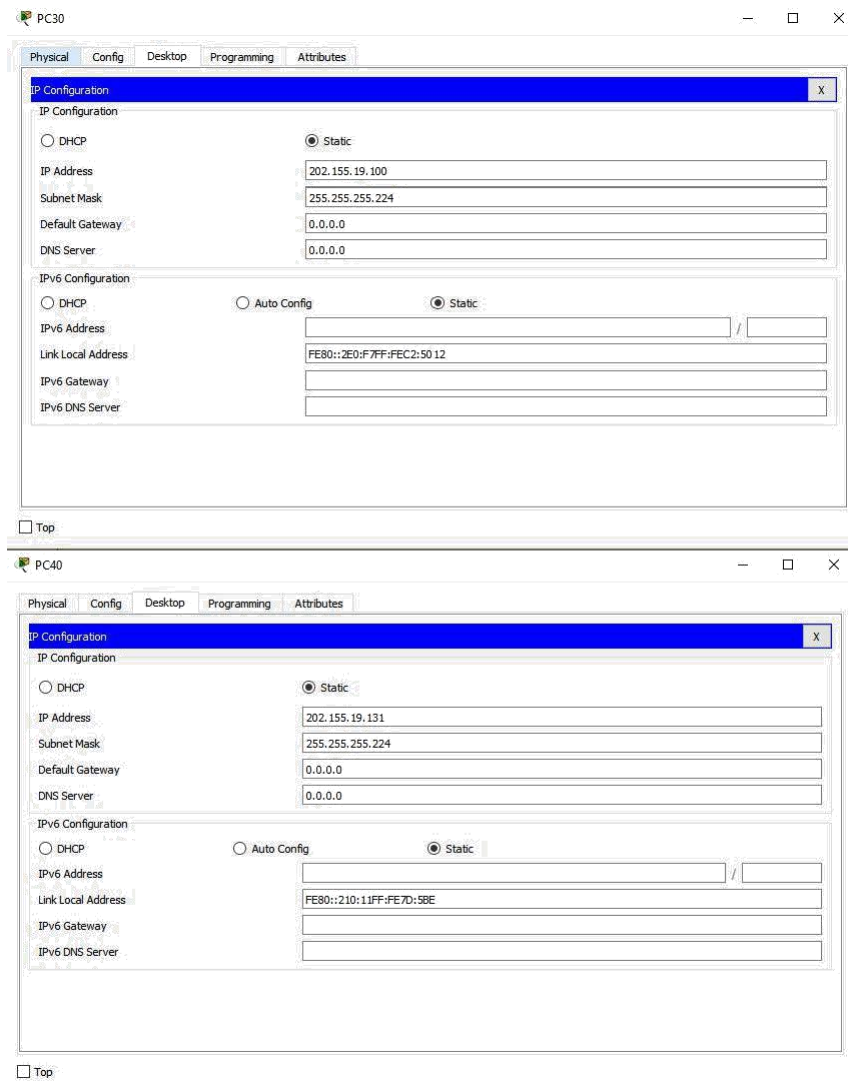 PC30
Physical Config Desktop Programming Attributes
IP Configuration X
IP Configuration
DHCP Static
IP Address 202.155.19.100
Subnet Mask 255.255.255.224
Default Gateway 0.0.0.0
DNS Server 0.0.0.0
IPv6 Configuration
DHCP Auto Config Static
IPv6 Address /
Link Local Address FE80::2E0:F7FF:FEC2:5012
IPv6 Gateway
IPv6 DNS Server
Top
PC40
Physical Config Desktop Programming Attributes
IP Configuration X
IP Configuration
DHCP Static
IP Address 202.155.19.131
Subnet Mask 255.255.255.224
Default Gateway 0.0.0.0
DNS Server 0.0.0.0
IPv6 Configuration
DHCP Auto Config Static
IPv6 Address /
Link Local Address FE80::210:11FF:FE7D:5BE
IPv6 Gateway
IPv6 DNS Server
Top